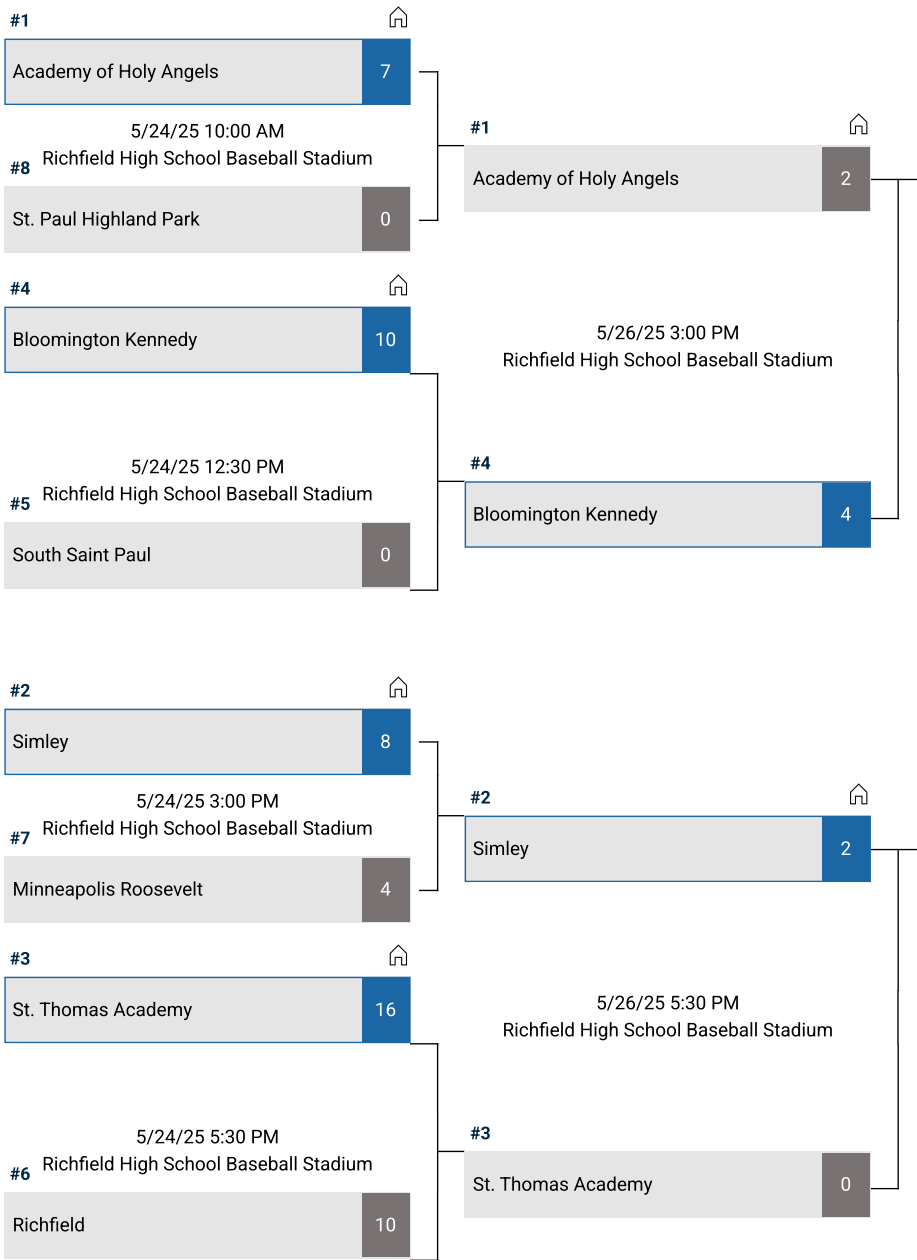 #1
Academy of Holy Angels 7
5/24/25 10:00 AM
Richfield High School Baseball Stadium
#8
St. Paul Highland Park 0
#4
Bloomington Kennedy 10
5/24/25 12:30 PM
Richfield High School Baseball Stadium
#5
South Saint Paul 0
#1
Academy of Holy Angels 2
5/26/25 3:00 PM
Richfield High School Baseball Stadium
#4
Bloomington Kennedy 4
#2
Simley 8
5/24/25 3:00 PM
Richfield High School Baseball Stadium
#7
Minneapolis Roosevelt 4
#3
St. Thomas Academy 16
5/24/25 5:30 PM
Richfield High School Baseball Stadium
#6
Richfield 10
#2
Simley 2
5/26/25 5:30 PM
Richfield High School Baseball Stadium
#3
St. Thomas Academy 0